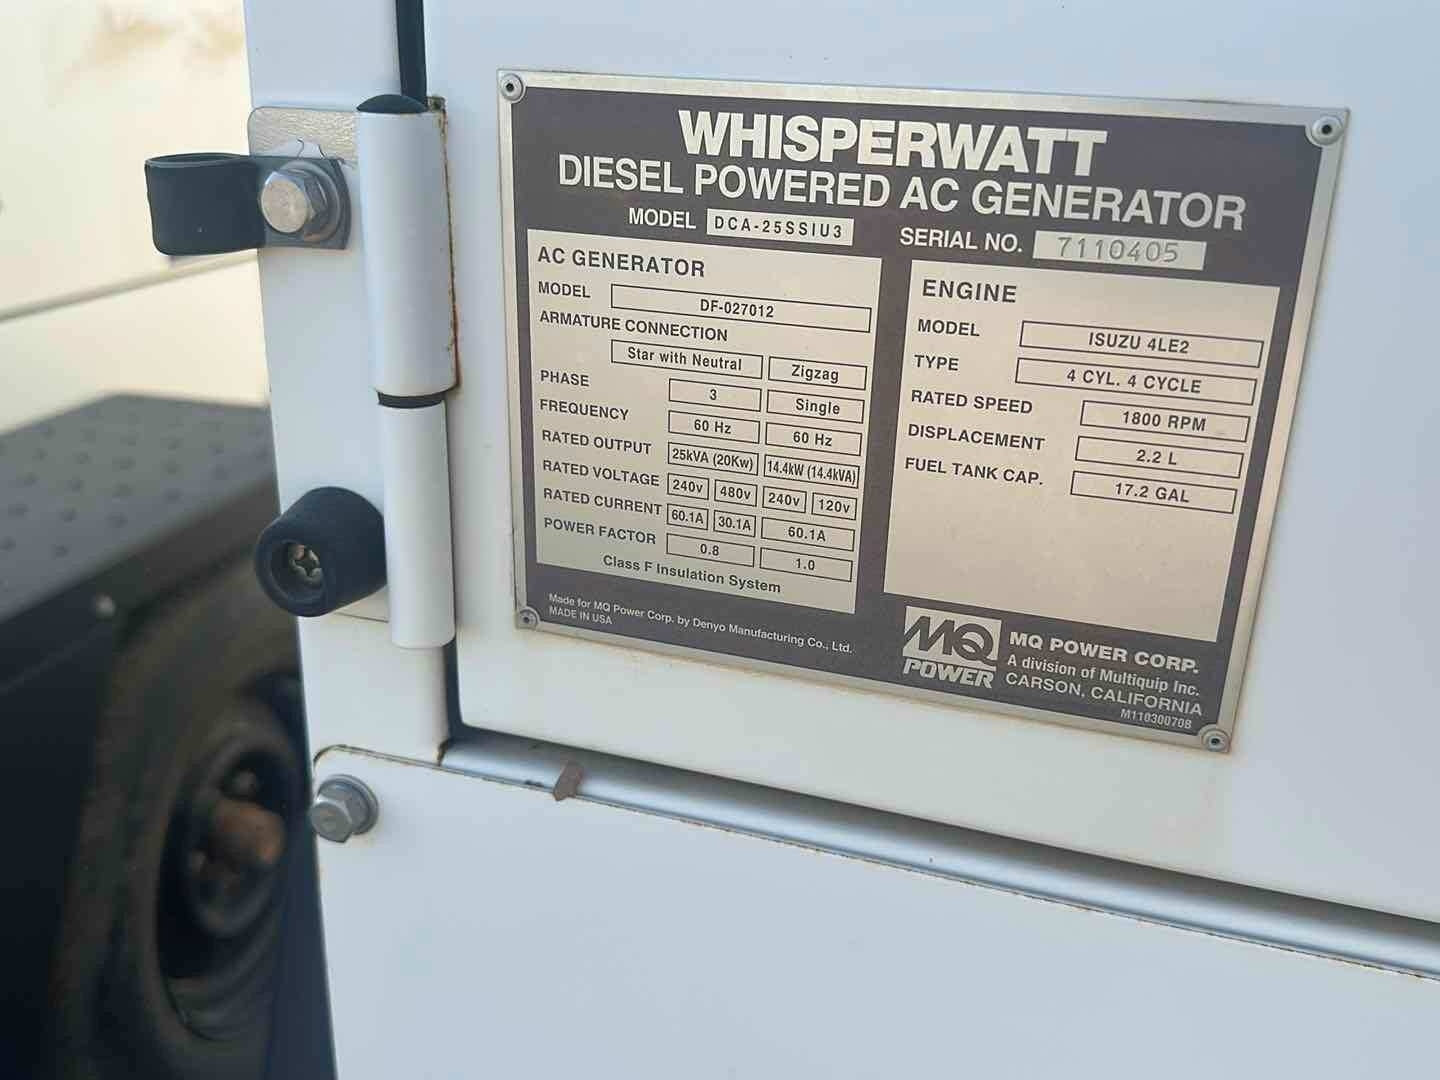 WHISPERWATT
DIESEL POWERED AC GENERATOR
MODEL DCA-25SSIU3
SERIAL NO. 7110405
AC GENERATOR
MODEL DF-027012
ARMATURE CONNECTION
Star with Neutral Zigzag
PHASE 3 Single
FREQUENCY 60 Hz 60 Hz
RATED OUTPUT 25kVA (20Kw) 14.4kW (14.4kVA)
RATED VOLTAGE 240v 480v 240v 120v
RATED CURRENT 60.1A 30.1A 60.1A
POWER FACTOR 0.8 1.0
Class F Insulation System
ENGINE
MODEL ISUZU 4LE2
TYPE 4 CYL. 4 CYCLE
RATED SPEED 1800 RPM
DISPLACEMENT 2.2 L
FUEL TANK CAP. 17.2 GAL
Made for MQ Power Corp. by Denyo Manufacturing Co., Ltd.
MADE IN USA
MQ
POWER
MQ POWER CORP.
A division of Multiquip Inc.
CARSON, CALIFORNIA
M110300708